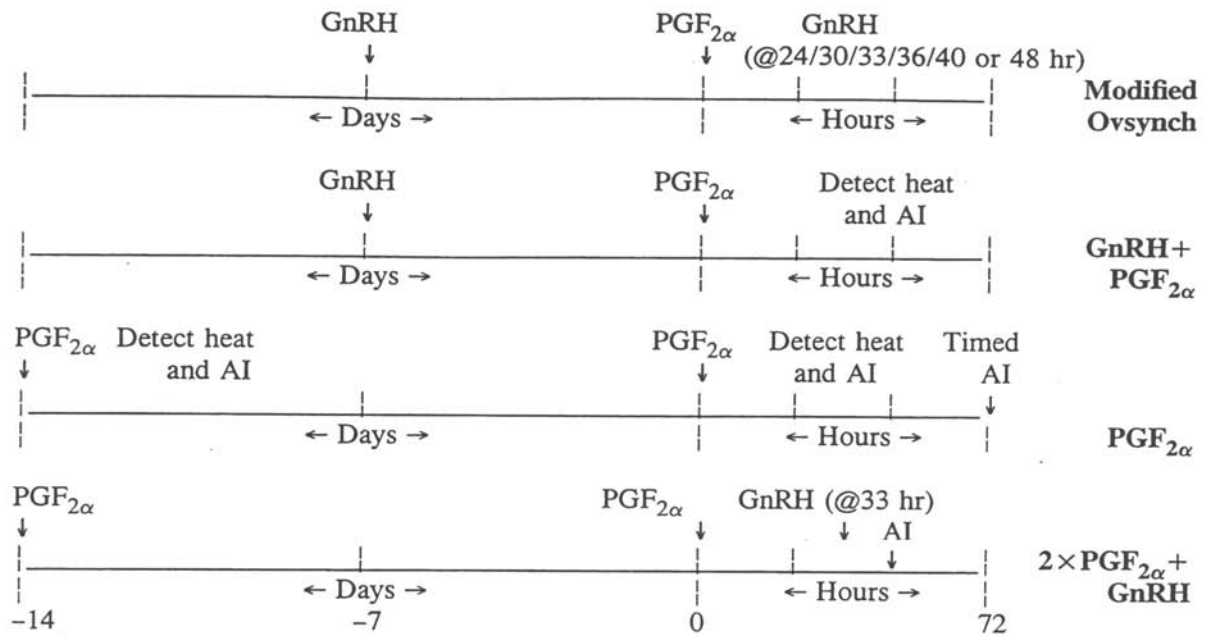 GnRH PGF2α GnRH
(@24/30/33/36/40 or 48 hr)
← Days → ← Hours → Modified
Ovsynch
GnRH PGF2α Detect heat
and AI
← Days → ← Hours → GnRH+
PGF2α
PGF2α Detect heat PGF2α Detect heat Timed
and AI and AI AI
← Days → ← Hours → PGF2α
PGF2α PGF2α GnRH (@33 hr)
AI
← Days → ← Hours → 2×PGF2α+
GnRH
-14 -7 0 72